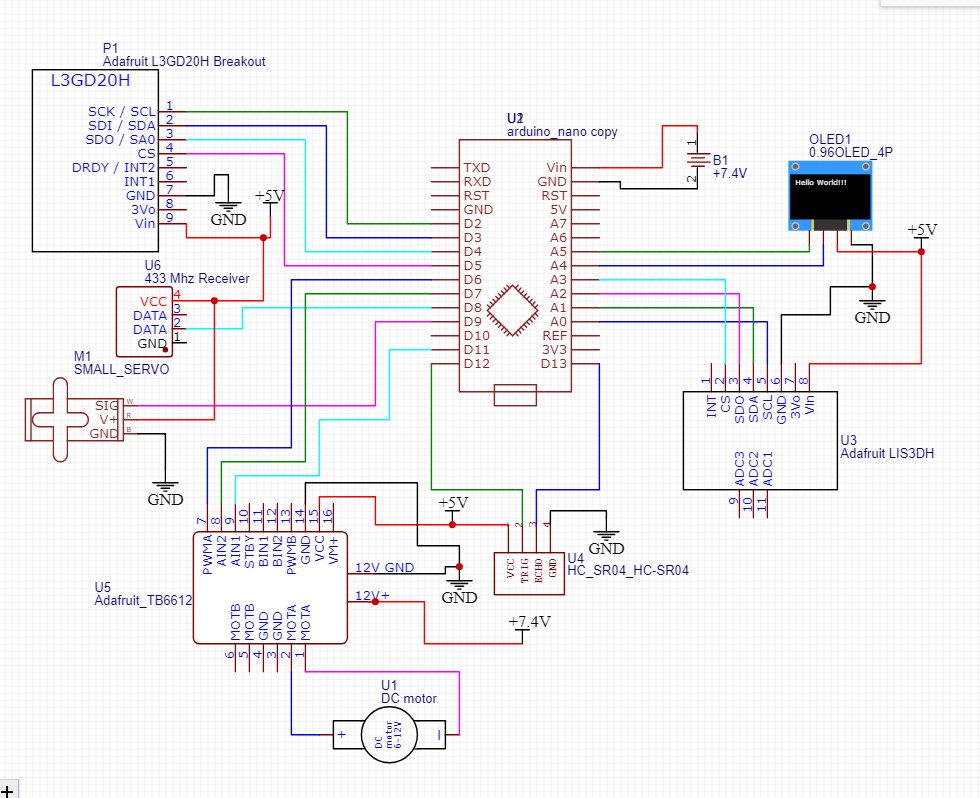 P1
Adafruit L3GD20H Breakout
L3GD20H
SCK / SCL 1
SDI / SDA 2
SDO / SA0 3
CS 4
DRDY / INT2 5
INT1 6
GND 7
3Vo 8
Vin 9
+5V
GND
U6
433 Mhz Receiver
VCC 4
DATA 3
DATA 2
GND 1
M1
SMALL_SERVO
SIG W
V+ R
GND B
GND
arduino_nano copy
TXD
RXD
RST
GND
D2
D3
D4
D5
D6
D7
D8
D9
D10
D11
D12
Vin
GND
RST
5V
A7
A6
A5
A4
A3
A2
A1
A0
REF
3V3
D13
1
2
B1
+7.4V
OLED1
0.96OLED_4P
Hello World!!!
+5V
GND
1 2 3 4 5 6 7 8
INT CS SDO SDA SCL GND 3Vo Vin
U3
Adafruit LIS3DH
ADC3 ADC2 ADC1
9 10 11
7 8 9 10 11 12 13 14 15 16
PWMA AIN2 AIN1 STBY BIN1 BIN2 PWMB GND VCC VM+
12V GND
12V+
U5
Adafruit_TB6612
MOTB MOTB GND GND MOTA MOTA
6 5 4 3 2 1
+5V
GND
2 3 4
VCC TRIG ECHO GND
U4
HC_SR04_HC-SR04
GND
+7.4V
U1
DC motor
+
DC motor 6-12V